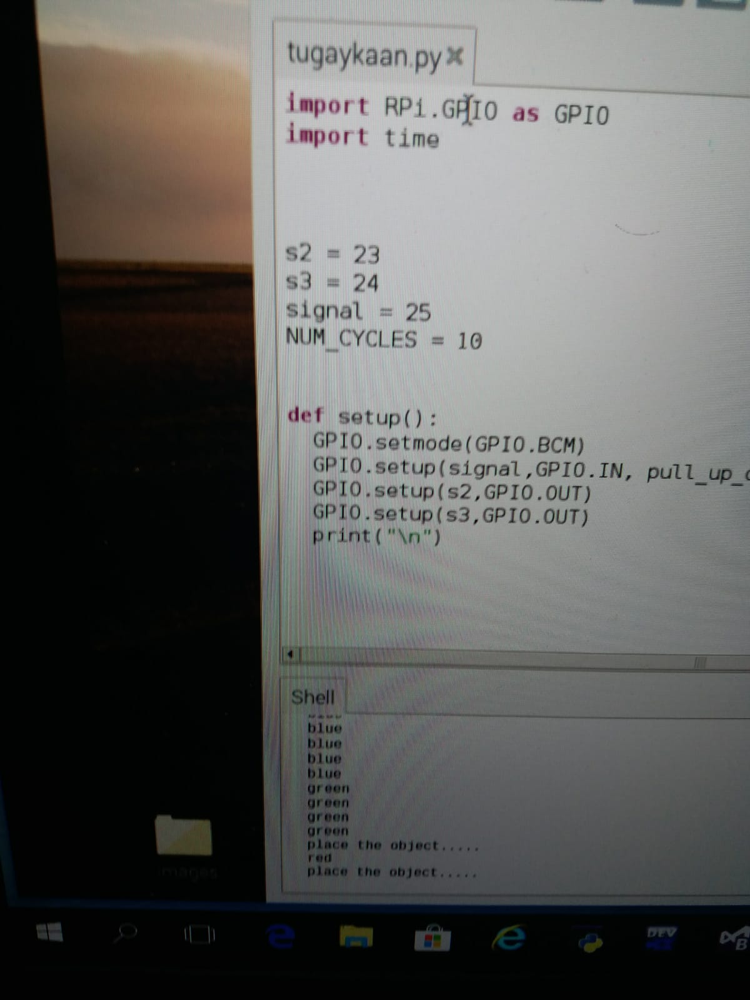 tugaykaan.py
import RPi.GPIO as GPIO
import time
s2 = 23
s3 = 24
signal = 25
NUM_CYCLES = 10
def setup():
GPIO.setmode(GPIO.BCM)
GPIO.setup(signal,GPIO.IN, pull_up_
GPIO.setup(s2,GPIO.OUT)
GPIO.setup(s3,GPIO.OUT)
print("\n")
Shell
blue
blue
blue
blue
green
green
green
green
place the object.....
red
place the object.....
images
DEV
B